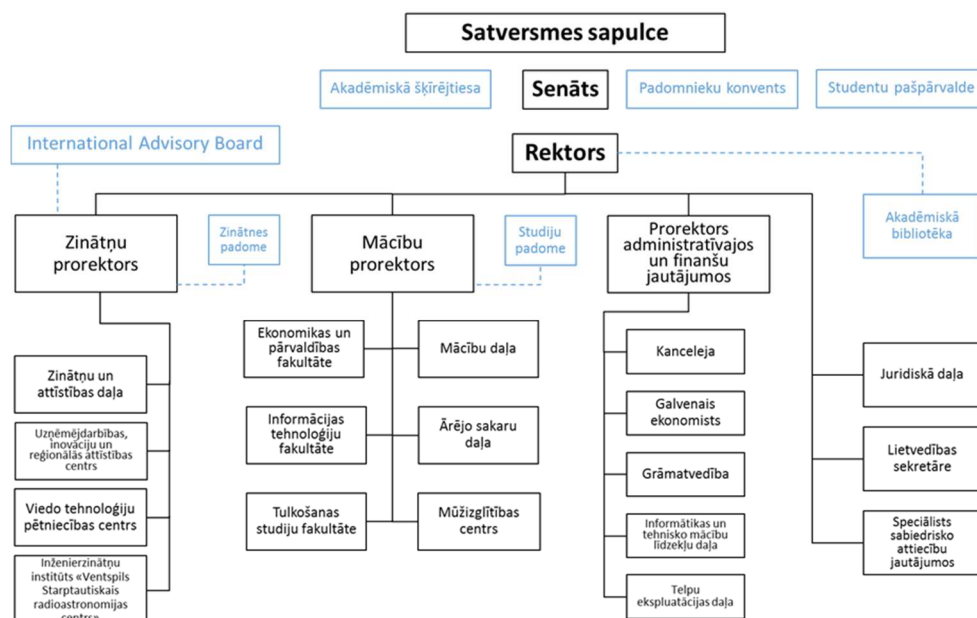 Satversmes sapulce
Akadēmiskā šķīrējtiesa
Senāts
Padomnieku konvents
Studentu pašpārvalde
International Advisory Board
Rektors
Zinātņu
prorektors
Zinātnes
padome
Mācību
prorektors
Studiju
padome
Prorektors
administratīvajos
un finanšu
jautājumos
Akadēmiskā
bibliotēka
Zinātņu un
attīstības daļa
Uzņēmējdarbības,
inovāciju un
reģionālās attīstības
centrs
Viedo tehnoloģiju
pētniecības centrs
Inženierzinātņu
institūts «Ventspils
Starptautiskais
radioastronomijas
centrs»
Ekonomikas un
pārvaldības
fakultāte
Informācijas
tehnoloģiju
fakultāte
Tulkošanas
studiju fakultāte
Mācību daļa
Ārējo sakaru
daļa
Mūžizglītības
centrs
Kanceleja
Galvenais
ekonomists
Grāmatvedība
Informātikas un
tehnisko mācību
līdzekļu daļa
Telpu
ekspluatācijas daļa
Juridiskā daļa
Lietvedības
sekretāre
Speciālists
sabiedrisko
attiecību
jautājumos